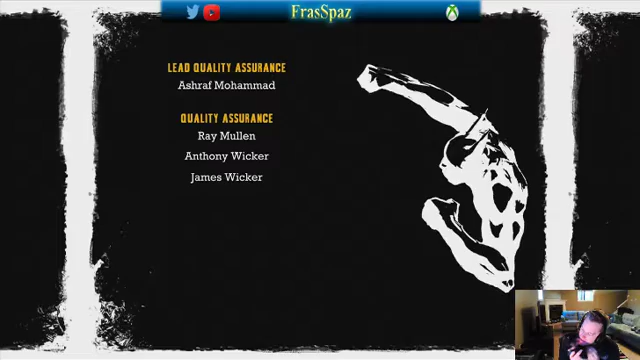 FrasSpaz
LEAD QUALITY ASSURANCE
Ashraf Mohammad
QUALITY ASSURANCE
Ray Mullen
Anthony Wicker
James Wicker